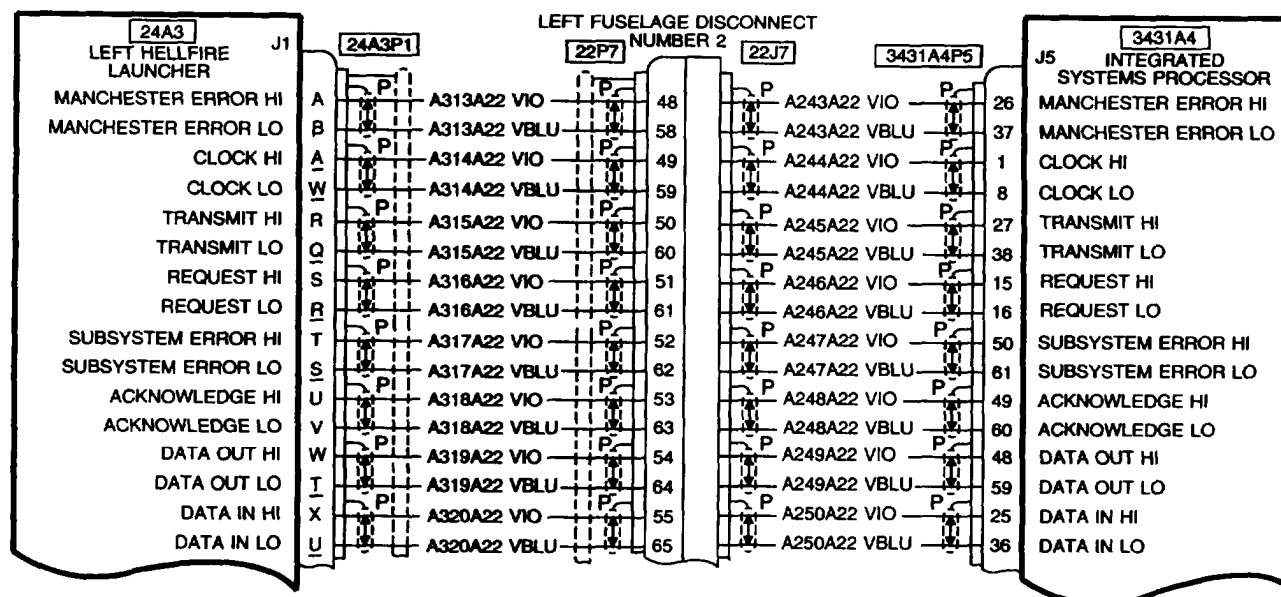 LEFT FUSELAGE DISCONNECT
NUMBER 2
24A3
J1
24A3P1
22P7
22J7
3431A4P5
J5
3431A4
LEFT HELLFIRE
LAUNCHER
INTEGRATED
SYSTEMS PROCESSOR
MANCHESTER ERROR HI A P A313A22 VIO P 48 P A243A22 VIO P 26 MANCHESTER ERROR HI
MANCHESTER ERROR LO B A313A22 VBLU 58 A243A22 VBLU 37 MANCHESTER ERROR LO
CLOCK HI A P A314A22 VIO P 49 P A244A22 VIO P 1 CLOCK HI
CLOCK LO W A314A22 VBLU 59 A244A22 VBLU 8 CLOCK LO
TRANSMIT HI R P A315A22 VIO P 50 P A245A22 VIO P 27 TRANSMIT HI
TRANSMIT LO Q A315A22 VBLU 60 A245A22 VBLU 38 TRANSMIT LO
REQUEST HI S P A316A22 VIO P 51 P A246A22 VIO P 15 REQUEST HI
REQUEST LO R A316A22 VBLU 61 A246A22 VBLU 16 REQUEST LO
SUBSYSTEM ERROR HI T P A317A22 VIO P 52 P A247A22 VIO P 50 SUBSYSTEM ERROR HI
SUBSYSTEM ERROR LO S A317A22 VBLU 62 A247A22 VBLU 61 SUBSYSTEM ERROR LO
ACKNOWLEDGE HI U P A318A22 VIO P 53 P A248A22 VIO P 49 ACKNOWLEDGE HI
ACKNOWLEDGE LO V A318A22 VBLU 63 A248A22 VBLU 60 ACKNOWLEDGE LO
DATA OUT HI W P A319A22 VIO P 54 P A249A22 VIO P 48 DATA OUT HI
DATA OUT LO T A319A22 VBLU 64 A249A22 VBLU 59 DATA OUT LO
DATA IN HI X P A320A22 VIO P 55 P A250A22 VIO P 25 DATA IN HI
DATA IN LO U A320A22 VBLU 65 A250A22 VBLU 36 DATA IN LO